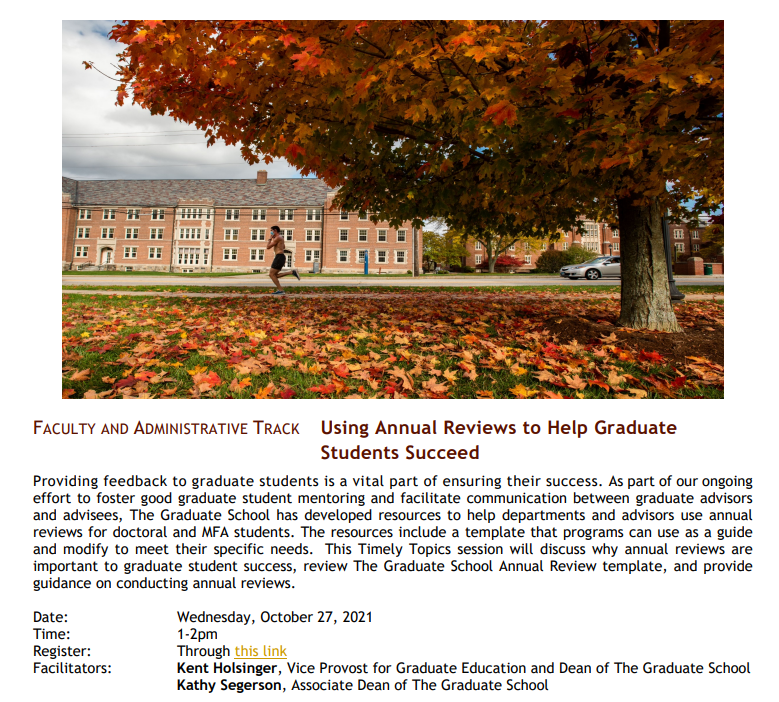 FACULTY AND ADMINISTRATIVE TRACK Using Annual Reviews to Help Graduate
Students Succeed
Providing feedback to graduate students is a vital part of ensuring their success. As part of our ongoing
effort to foster good graduate student mentoring and facilitate communication between graduate advisors
and advisees, The Graduate School has developed resources to help departments and advisors use annual
reviews for doctoral and MFA students. The resources include a template that programs can use as a guide
and modify to meet their specific needs. This Timely Topics session will discuss why annual reviews are
important to graduate student success, review The Graduate School Annual Review template, and provide
guidance on conducting annual reviews.
Date: Wednesday, October 27, 2021
Time: 1-2pm
Register: Through this link
Facilitators: Kent Holsinger, Vice Provost for Graduate Education and Dean of The Graduate School
Kathy Segerson, Associate Dean of The Graduate School